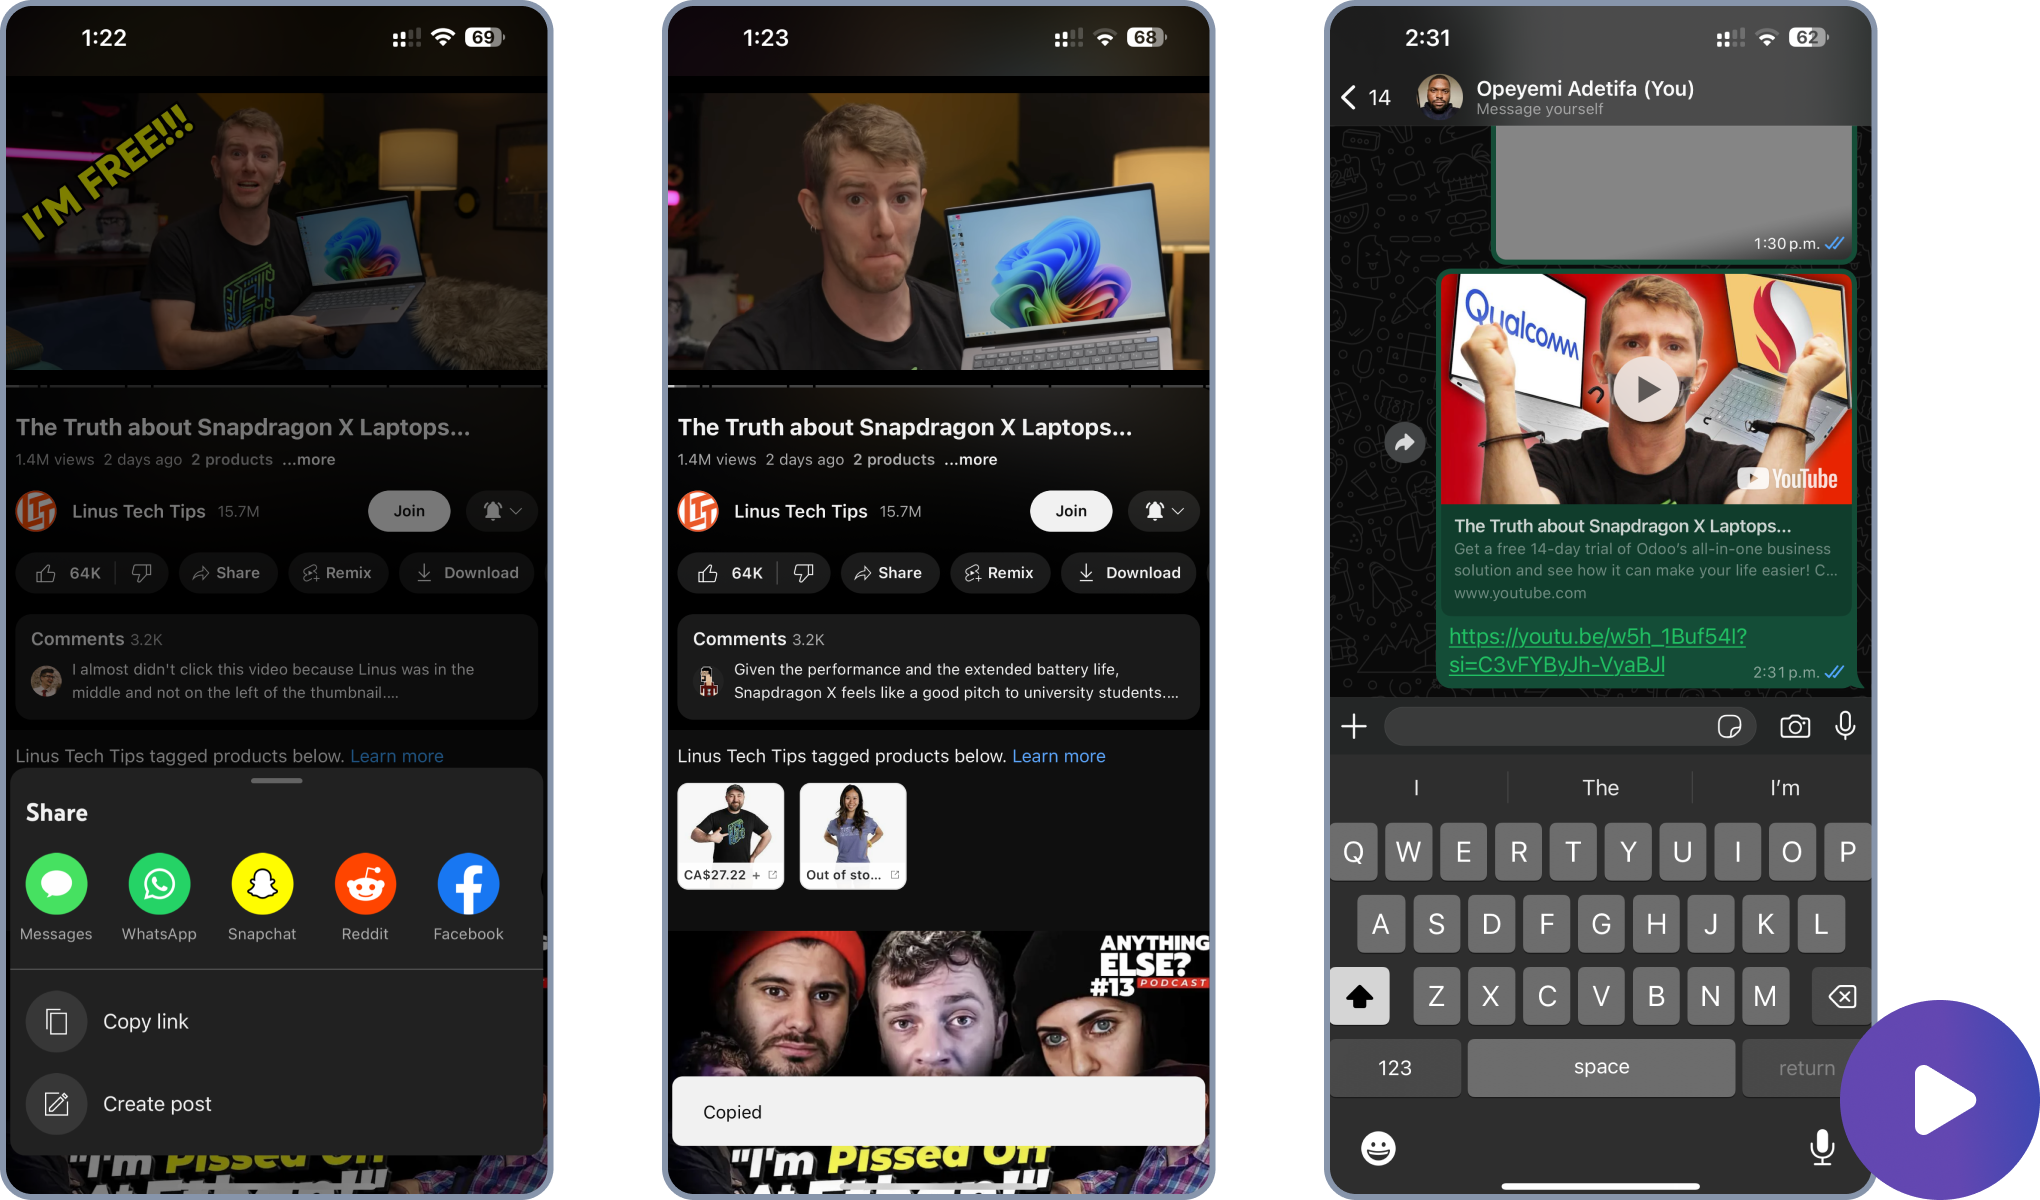 1:22
69
I'M FREE!!!
The Truth about Snapdragon X Laptops...
1.4M views 2 days ago 2 products ...more
Linus Tech Tips 15.7M
Join
64K
Share
Remix
Download
Comments 3.2K
I almost didn't click this video because Linus was in the
middle and not on the left of the thumbnail....
Linus Tech Tips tagged products below. Learn more
Share
Messages
WhatsApp
Snapchat
Reddit
Facebook
Copy link
Create post
"I'm Pissed Off
1:23
68
The Truth about Snapdragon X Laptops...
1.4M views 2 days ago 2 products ...more
Linus Tech Tips 15.7M
Join
64K
Share
Remix
Download
Comments 3.2K
Given the performance and the extended battery life,
Snapdragon X feels like a good pitch to university students....
Linus Tech Tips tagged products below. Learn more
CA$27.22 +
Out of sto...
ANYTHING
ELSE?
#13 PODCAST
Copied
"I'm Pissed Off
2:31
62
14
Opeyemi Adetifa (You)
Message yourself
1:30 p.m.
Qualcomm
YouTube
The Truth about Snapdragon X Laptops...
Get a free 14-day trial of Odoo's all-in-one business
solution and see how it can make your life easier! C...
www.youtube.com
https://youtu.be/w5h_1Buf54I?
si=C3vFYByJh-VyaBJl
2:31 p.m.
I The I'm
Q W E R T Y U I O P
A S D F G H J K L
Z X C V B N M
123 space return